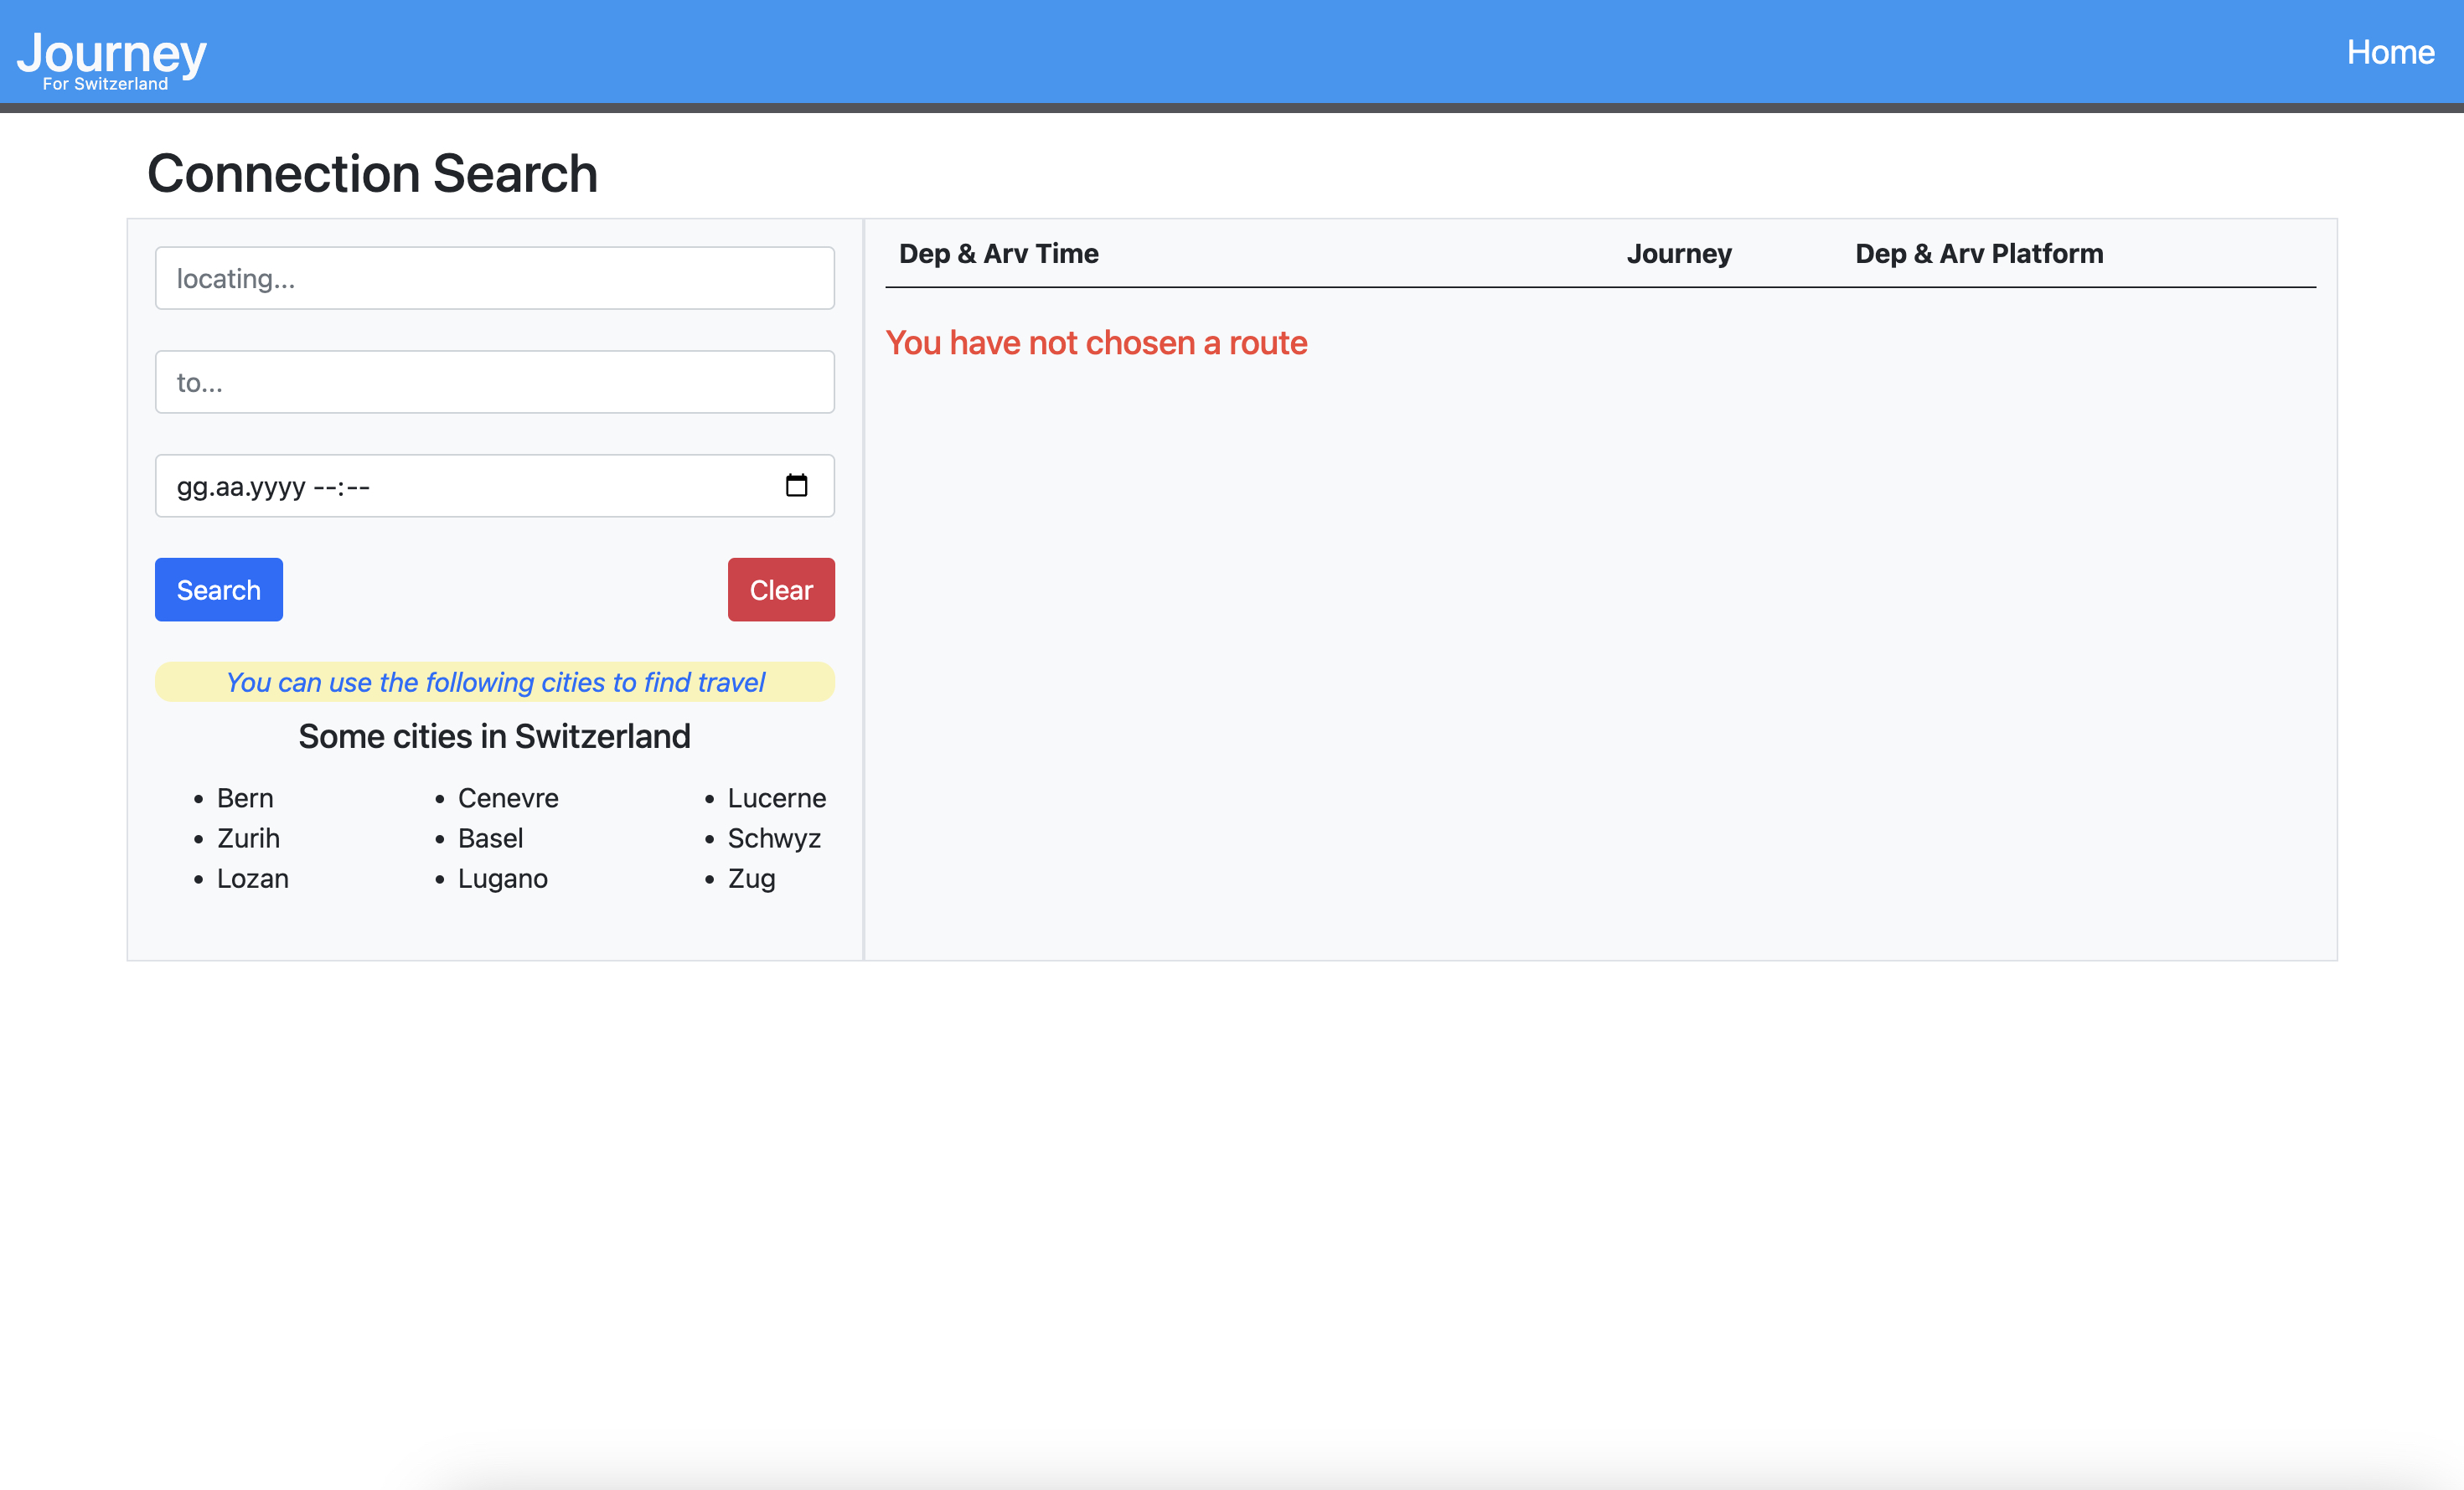 Journey
For Switzerland
Home
Connection Search
locating...
to...
gg.aa.yyyy --:--
Search
Clear
You can use the following cities to find travel
Some cities in Switzerland
Bern
Zurih
Lozan
Cenevre
Basel
Lugano
Lucerne
Schwyz
Zug
Dep & Arv Time
Journey
Dep & Arv Platform
You have not chosen a route